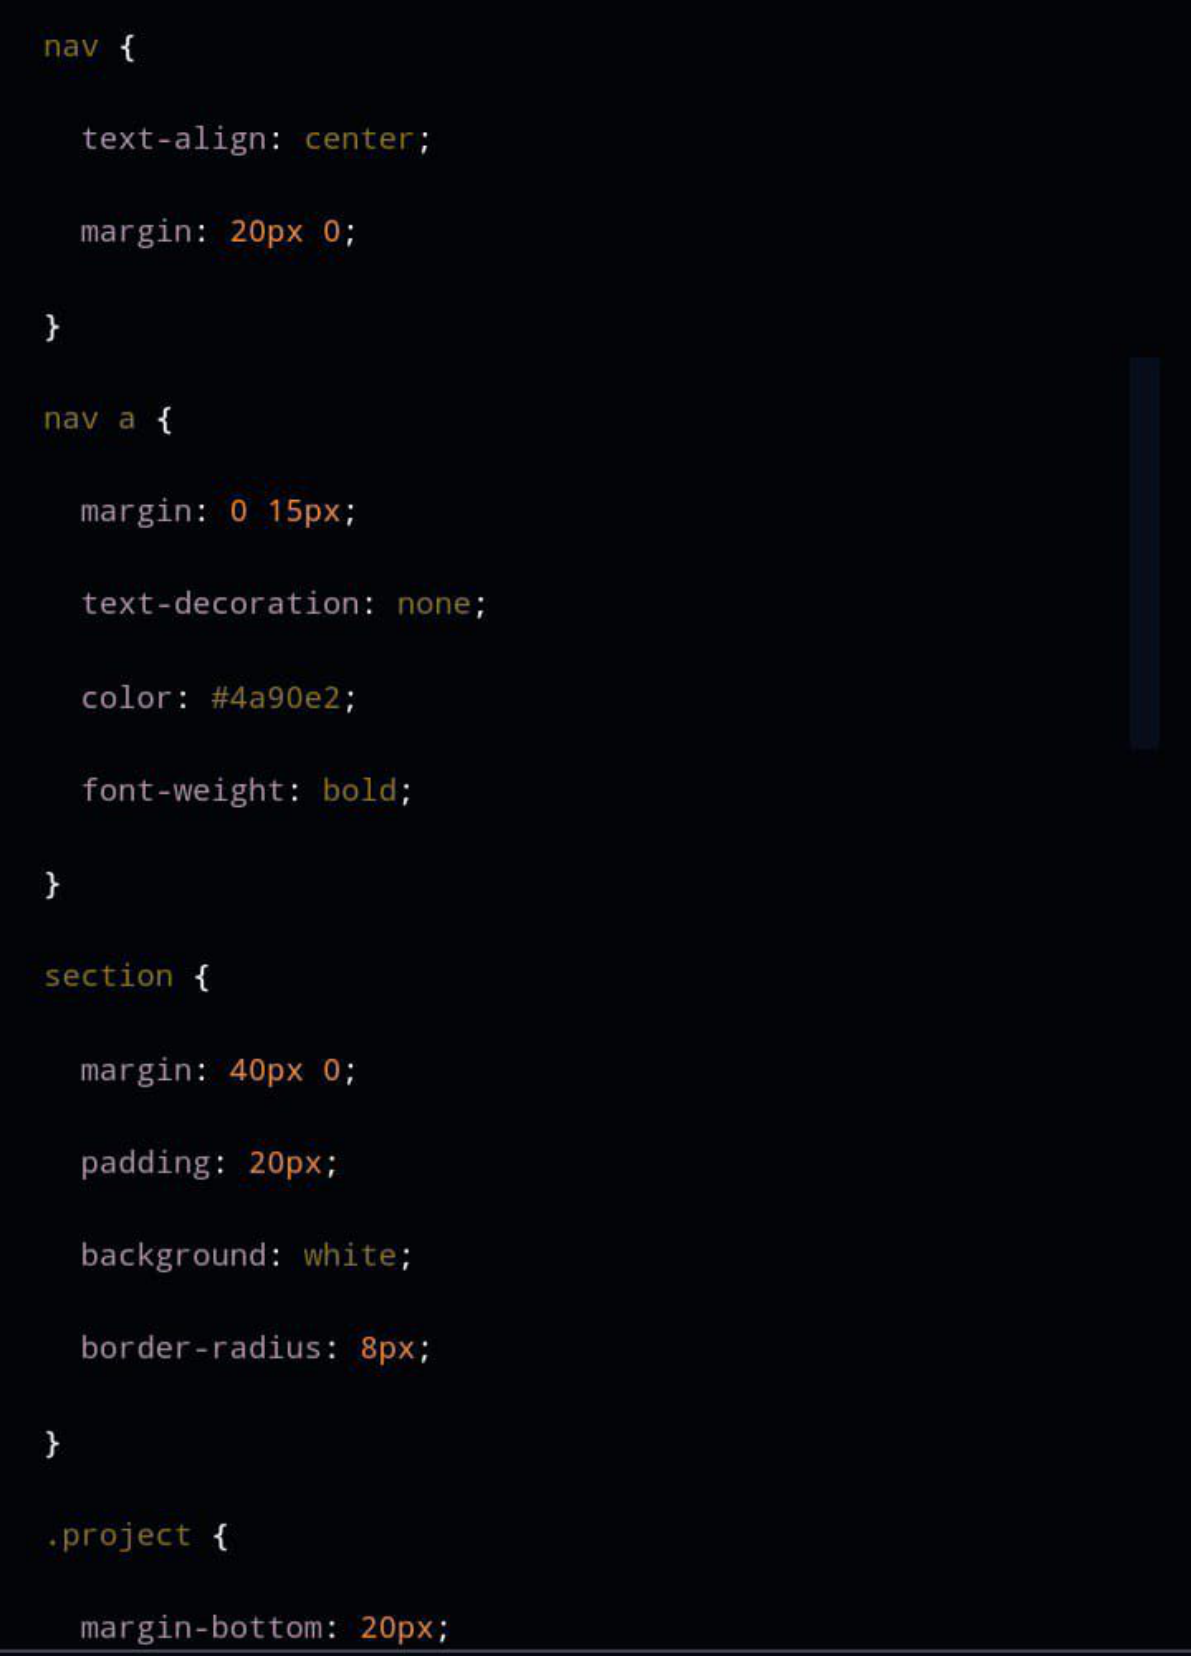 nav {
  text-align: center;
  margin: 20px 0;
}
nav a {
  margin: 0 15px;
  text-decoration: none;
  color: #4a90e2;
  font-weight: bold;
}
section {
  margin: 40px 0;
  padding: 20px;
  background: white;
  border-radius: 8px;
}
.project {
  margin-bottom: 20px;